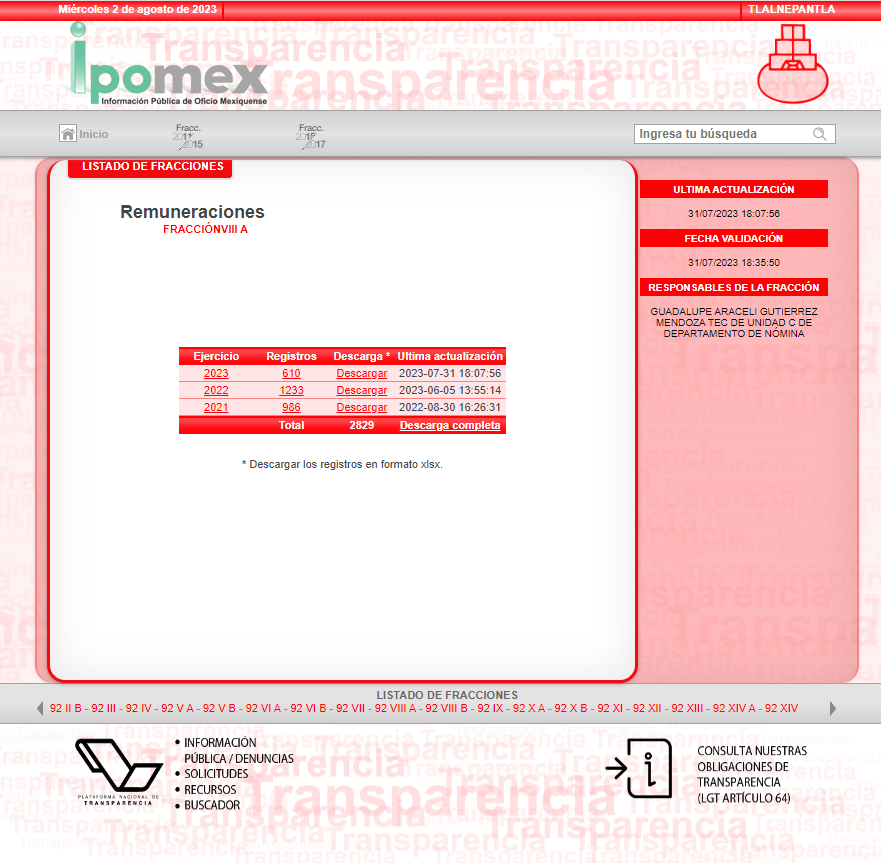 Miércoles 2 de agosto de 2023
TLALNEPANTLA
ipomex
Información Pública de Oficio Mexiquense
Inicio
Fracc.
2015
Fracc.
2017
Ingresa tu búsqueda
LISTADO DE FRACCIONES
Remuneraciones
FRACCIÓNVIII A
ULTIMA ACTUALIZACIÓN
31/07/2023 18:07:56
FECHA VALIDACIÓN
31/07/2023 18:35:50
RESPONSABLES DE LA FRACCIÓN
GUADALUPE ARACELI GUTIERREZ
MENDOZA TEC DE UNIDAD C DE
DEPARTAMENTO DE NÓMINA
Ejercicio Registros Descarga * Ultima actualización
2023 610 Descargar 2023-07-31 18:07:56
2022 1233 Descargar 2023-06-05 13:55:14
2021 986 Descargar 2022-08-30 16:26:31
Total 2829 Descarga completa
* Descargar los registros en formato xlsx.
LISTADO DE FRACCIONES
92 II B - 92 III - 92 IV - 92 V A - 92 V B - 92 VI A - 92 VI B - 92 VII - 92 VIII A - 92 VIII B - 92 IX - 92 X A - 92 X B - 92 XI - 92 XII - 92 XIII - 92 XIV A - 92 XIV
PLATAFORMA NACIONAL DE
TRANSPARENCIA
• INFORMACIÓN
PÚBLICA / DENUNCIAS
• SOLICITUDES
• RECURSOS
• BUSCADOR
CONSULTA NUESTRAS
OBLIGACIONES DE
TRANSPARENCIA
(LGT ARTÍCULO 64)